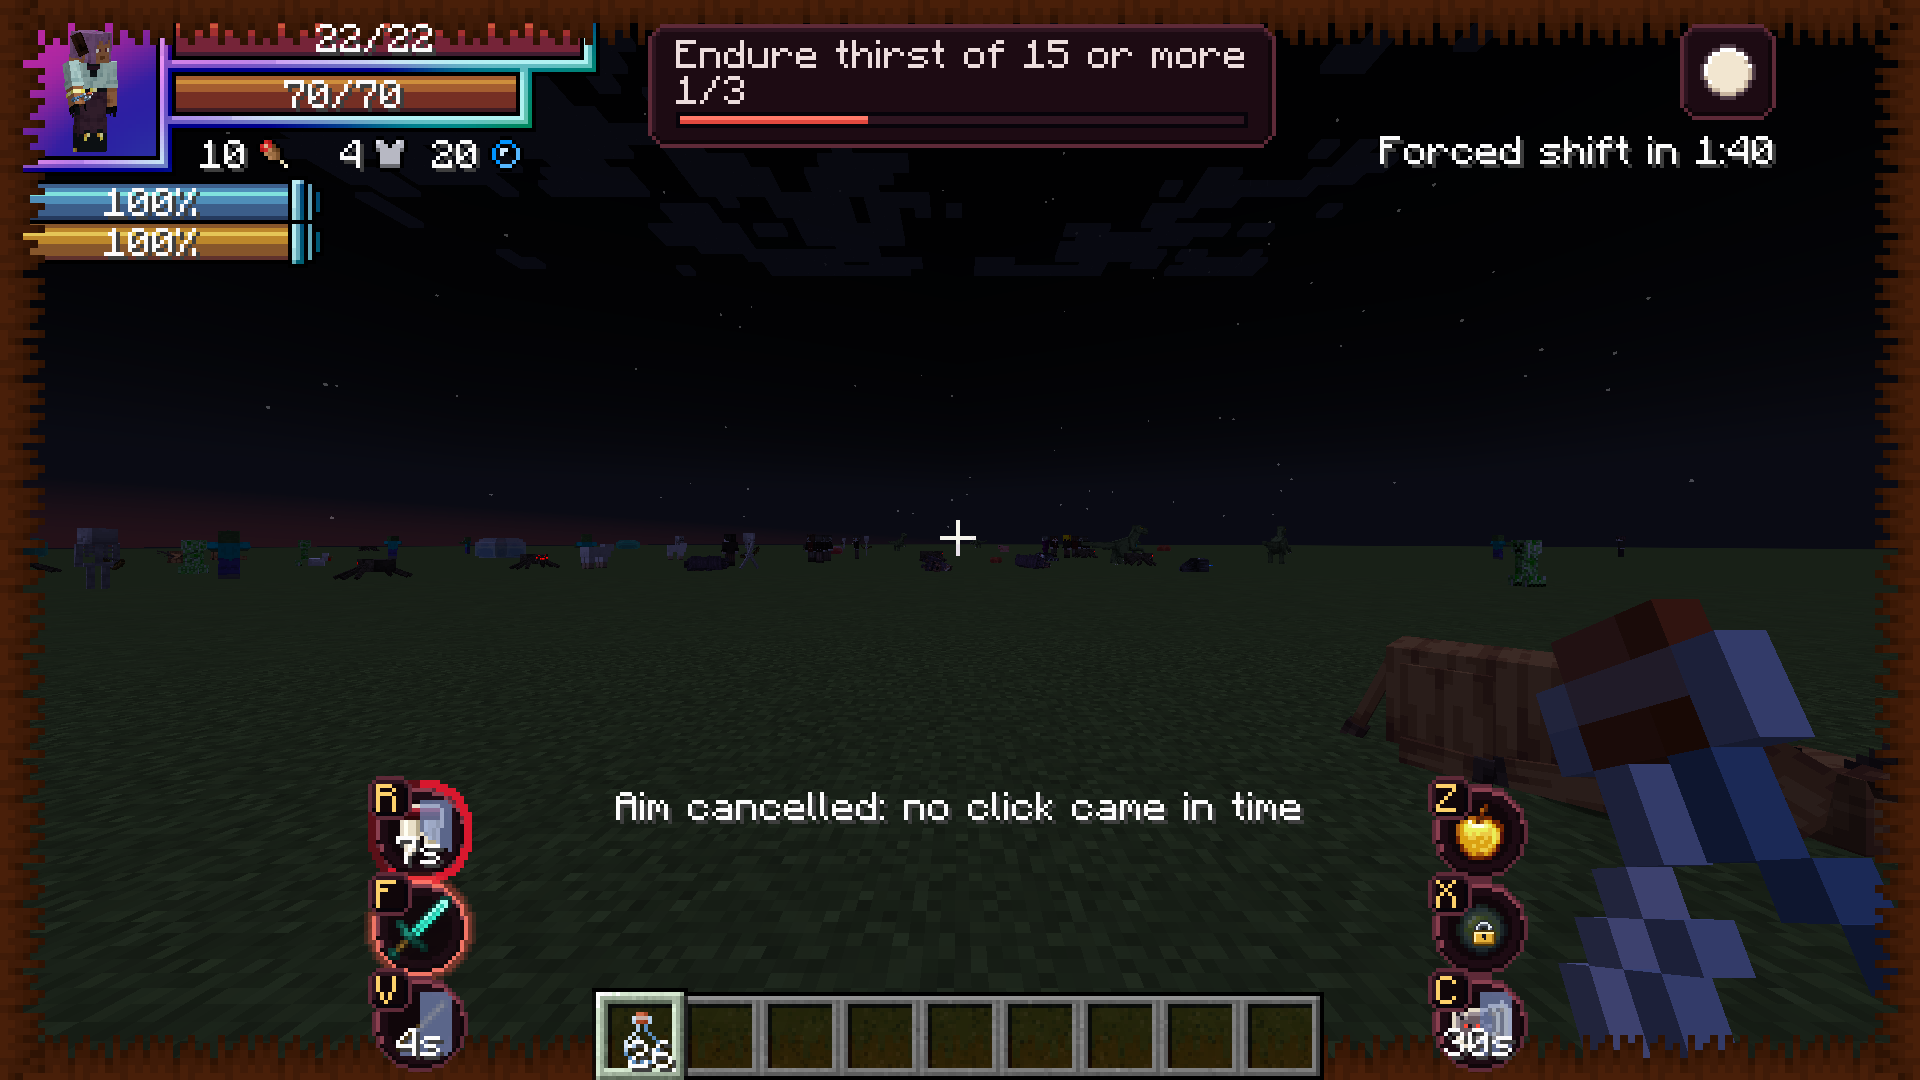 22/22
70/70
10 4 20
100%
100%
Endure thirst of 15 or more
1/3
Forced shift in 1:40
Aim cancelled: no click came in time
R
7s
F
V
4s
Z
X
C
30s
26